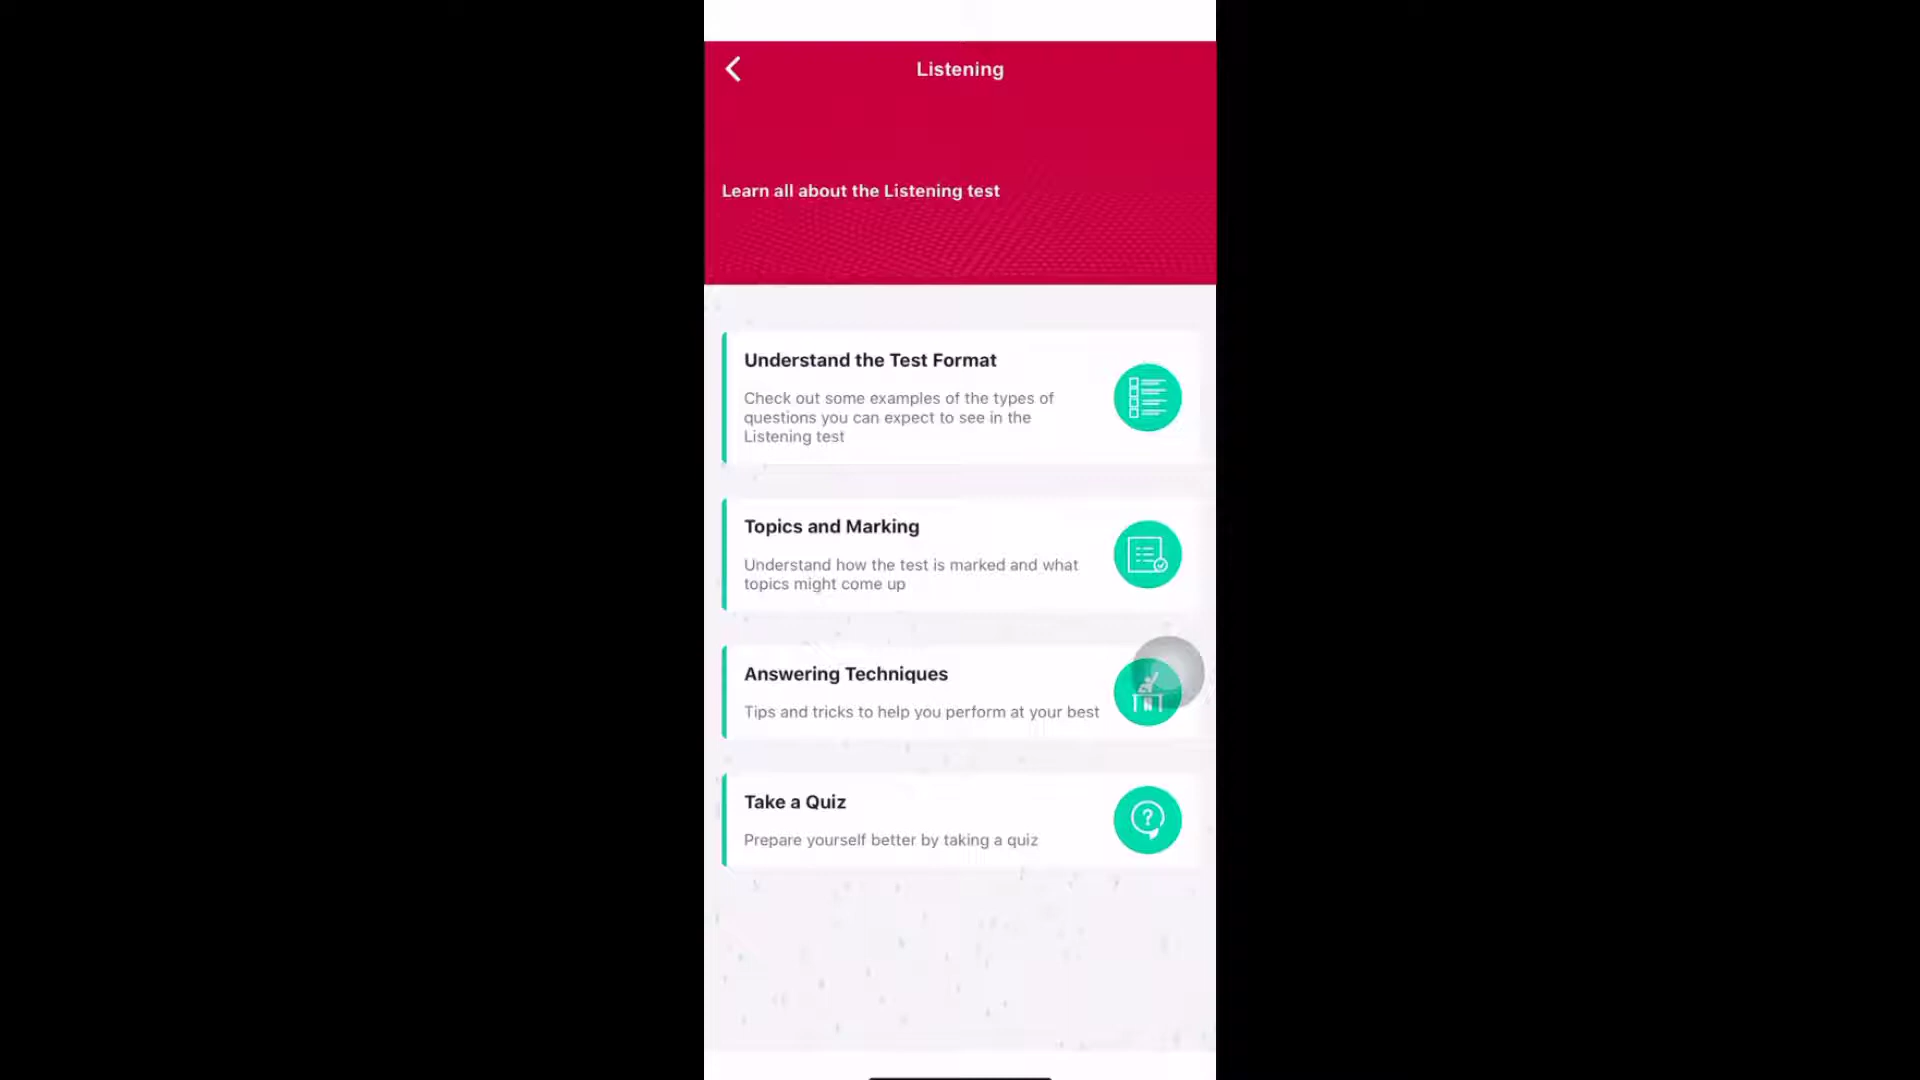 Listening
Learn all about the Listening test
Understand the Test Format
Check out some examples of the types of
questions you can expect to see in the
Listening test
Topics and Marking
Understand how the test is marked and what
topics might come up
Answering Techniques
Tips and tricks to help you perform at your best
Take a Quiz
?
Prepare yourself better by taking a quiz